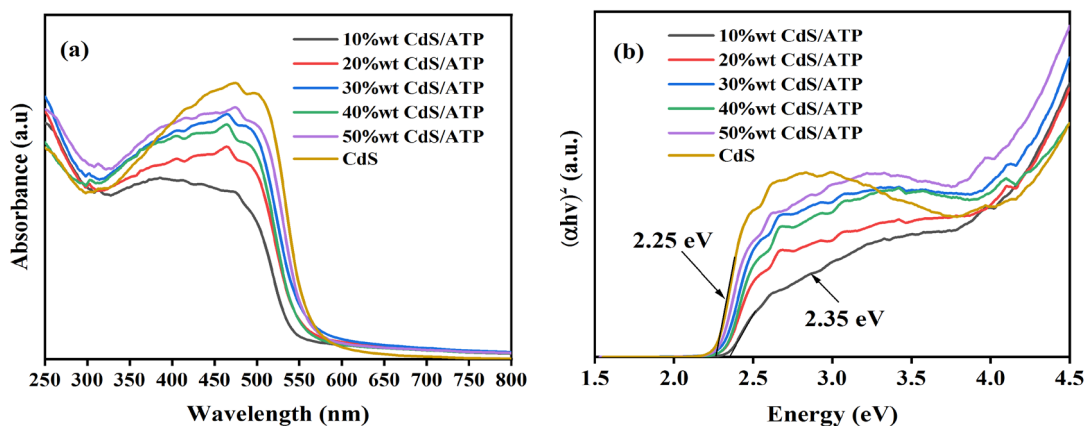 (a)
10%wt CdS/ATP
20%wt CdS/ATP
30%wt CdS/ATP
40%wt CdS/ATP
50%wt CdS/ATP
CdS
Absorbance (a.u)
250 300 350 400 450 500 550 600 650 700 750 800
Wavelength (nm)
(b)
10%wt CdS/ATP
20%wt CdS/ATP
30%wt CdS/ATP
40%wt CdS/ATP
50%wt CdS/ATP
CdS
(αhν)² (a.u.)
2.25 eV
2.35 eV
1.5 2.0 2.5 3.0 3.5 4.0 4.5
Energy (eV)